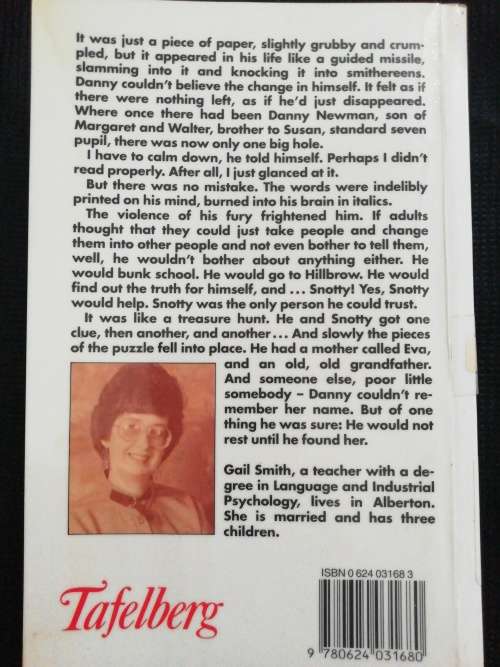 It was just a piece of paper, slightly grubby and crum-
pled, but it appeared in his life like a guided missile,
slamming into it and knocking it into smithereens.
Danny couldn't believe the change in himself. It felt as if
there were nothing left, as if he'd just disappeared.
Where once there had been Danny Newman, son of
Margaret and Walter, brother to Susan, standard seven
pupil, there was now only one big hole.
I have to calm down, he told himself. Perhaps I didn't
read properly. After all, I just glanced at it.
But there was no mistake. The words were indelibly
printed on his mind, burned into his brain in italics.
The violence of his fury frightened him. If adults
thought that they could just take people and change
them into other people and not even bother to tell them,
well, he wouldn't bother about anything either. He
would bunk school. He would go to Hillbrow. He would
find out the truth for himself, and ... Snotty! Yes, Snotty
would help. Snotty was the only person he could trust.
It was like a treasure hunt. He and Snotty got one
clue, then another, and another ... And slowly the pieces
of the puzzle fell into place. He had a mother called Eva,
and an old, old grandfather.
And someone else, poor little
somebody – Danny couldn't re-
member her name. But of one
thing he was sure: He would not
rest until he found her.
Gail Smith, a teacher with a de-
gree in Language and Industrial
Psychology, lives in Alberton.
She is married and has three
children.
ISBN 0 624 03168 3
Tafelberg
9 780624 031680